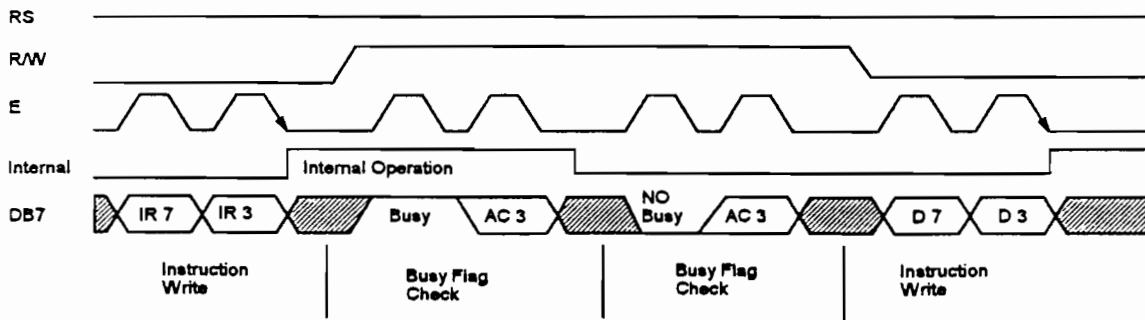 RS
R/W
E
Internal Internal Operation
DB7 IR 7 IR 3 Busy AC 3 NO Busy AC 3 D 7 D 3
Instruction Write
Busy Flag Check
Busy Flag Check
Instruction Write